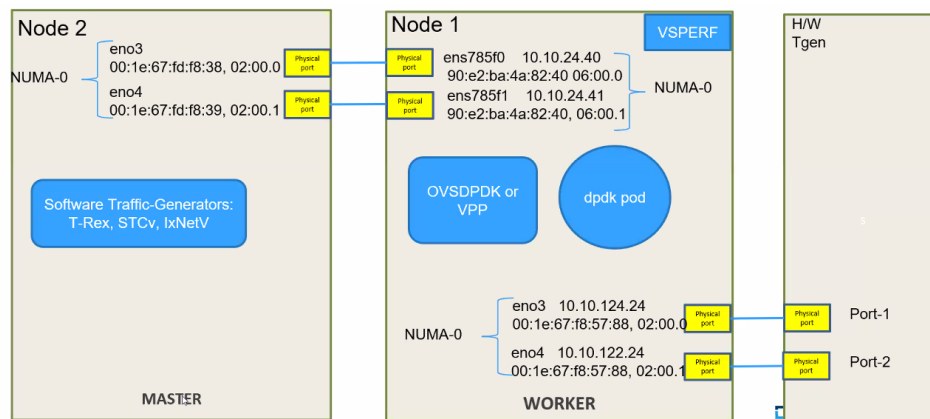 Node 2
eno3
00:1e:67:fd:f8:38, 02:00.0
NUMA-0
eno4
00:1e:67:fd:f8:39, 02:00.1
Physical
port
Physical
port
Software Traffic-Generators:
T-Rex, STCv, IxNetV
MASTER
Node 1
VSPERF
Physical
port
ens785f0 10.10.24.40
90:e2:ba:4a:82:40 06:00.0
NUMA-0
Physical
port
ens785f1 10.10.24.41
90:e2:ba:4a:82:40, 06:00.1
OVSDPDK or
VPP
dpdk pod
eno3 10.10.124.24
00:1e:67:f8:57:88, 02:00.0
NUMA-0
eno4 10.10.122.24
00:1e:67:f8:57:88, 02:00.1
Physical
port
Physical
port
WORKER
H/W
Tgen
s
Physical
port
Port-1
Physical
port
Port-2